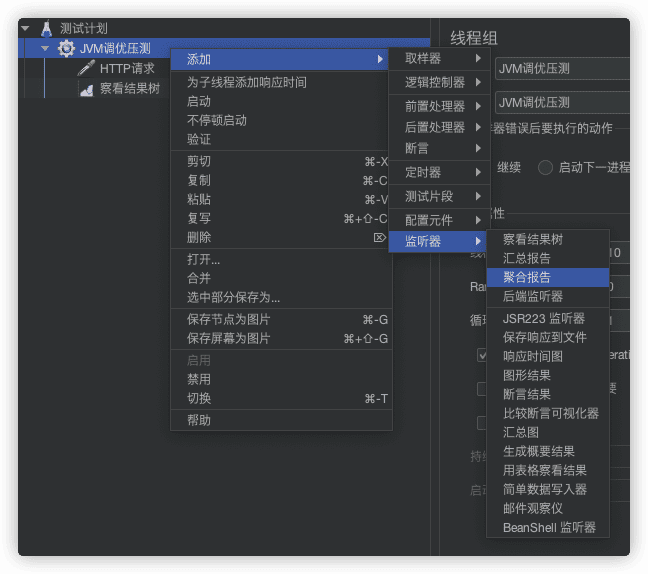 测试计划
JVM调优压测
HTTP请求
察看结果树
添加
为子线程添加响应时间
启动
不停顿启动
验证
剪切 ⌘-X
复制 ⌘-C
粘贴 ⌘-V
复写 ⌘+⇧-C
删除 ⌦
打开...
合并
选中部分保存为...
保存节点为图片 ⌘-G
保存屏幕为图片 ⌘+⇧-G
启用
禁用
切换 ⌘-T
帮助
取样器
逻辑控制器
前置处理器
后置处理器
断言
定时器
测试片段
配置元件
监听器
察看结果树
汇总报告
聚合报告
后端监听器
JSR223 监听器
保存响应到文件
响应时间图
图形结果
断言结果
比较断言可视化器
汇总图
生成概要结果
用表格察看结果
简单数据写入器
邮件观察仪
BeanShell 监听器
线程组
JVM调优压测
JVM调优压测
器错误后要执行的动作
继续 启动下一进程
性
线程
10
Ran
0
循环
1
erati
要
持续
启动